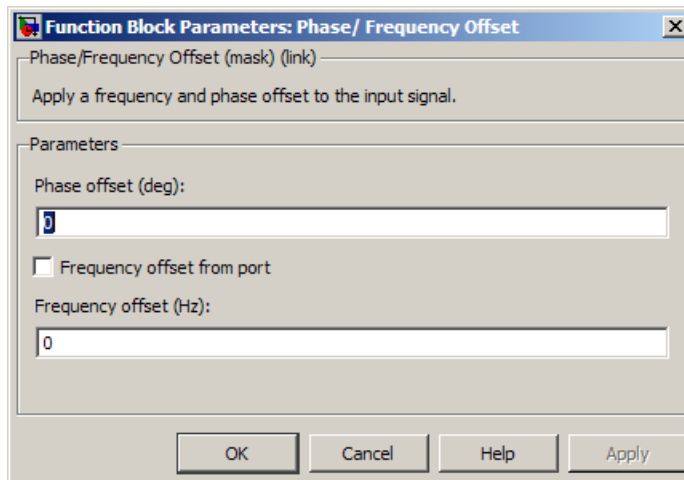 Function Block Parameters: Phase/ Frequency Offset
Phase/Frequency Offset (mask) (link)
Apply a frequency and phase offset to the input signal.
Parameters
Phase offset (deg):
0
Frequency offset from port
Frequency offset (Hz):
0
OK Cancel Help Apply